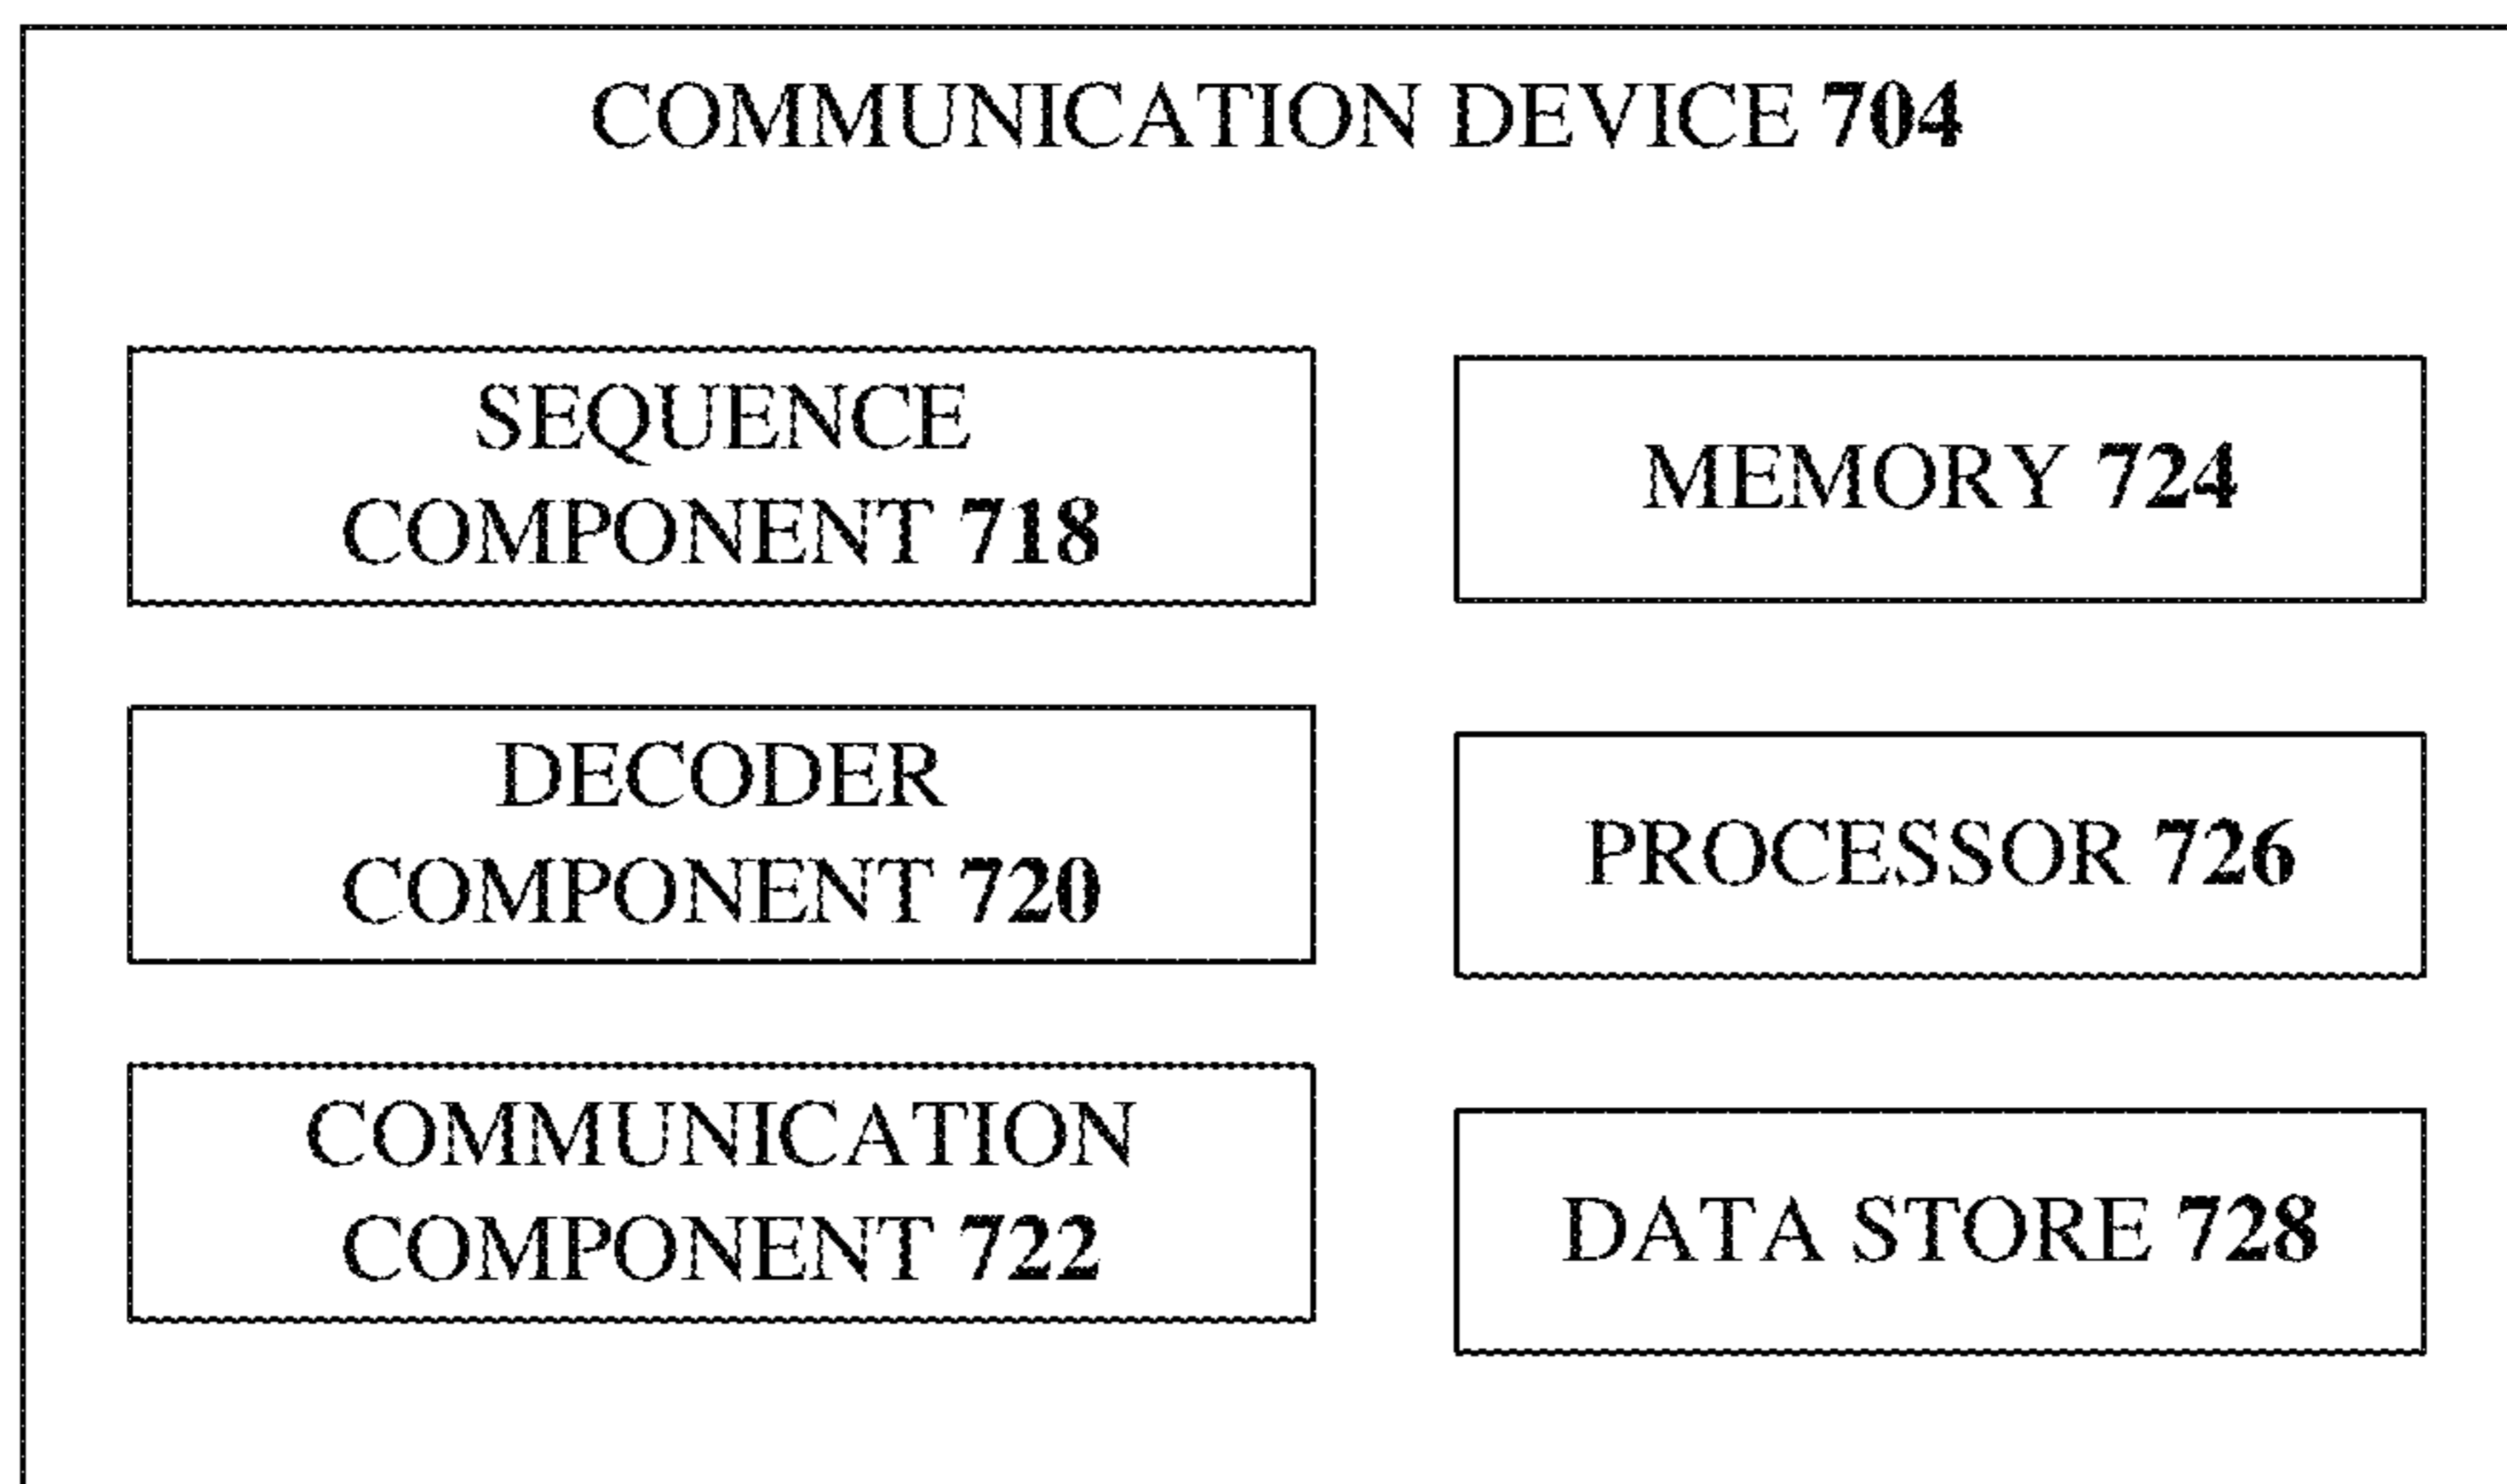 COMMUNICATION DEVICE 704
SEQUENCE
COMPONENT 718
MEMORY 724
DECODER
COMPONENT 720
PROCESSOR 726
COMMUNICATION
COMPONENT 722
DATA STORE 728